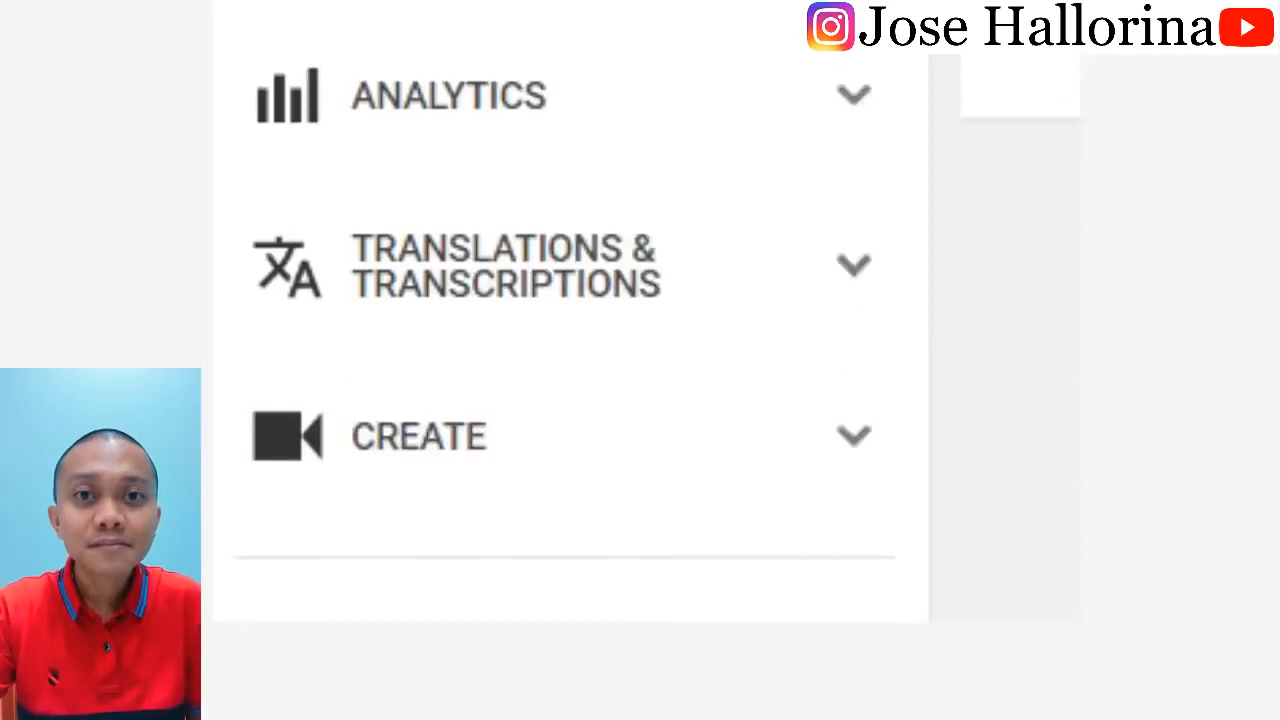 Jose Hallorina
ANALYTICS
TRANSLATIONS &
TRANSCRIPTIONS
CREATE